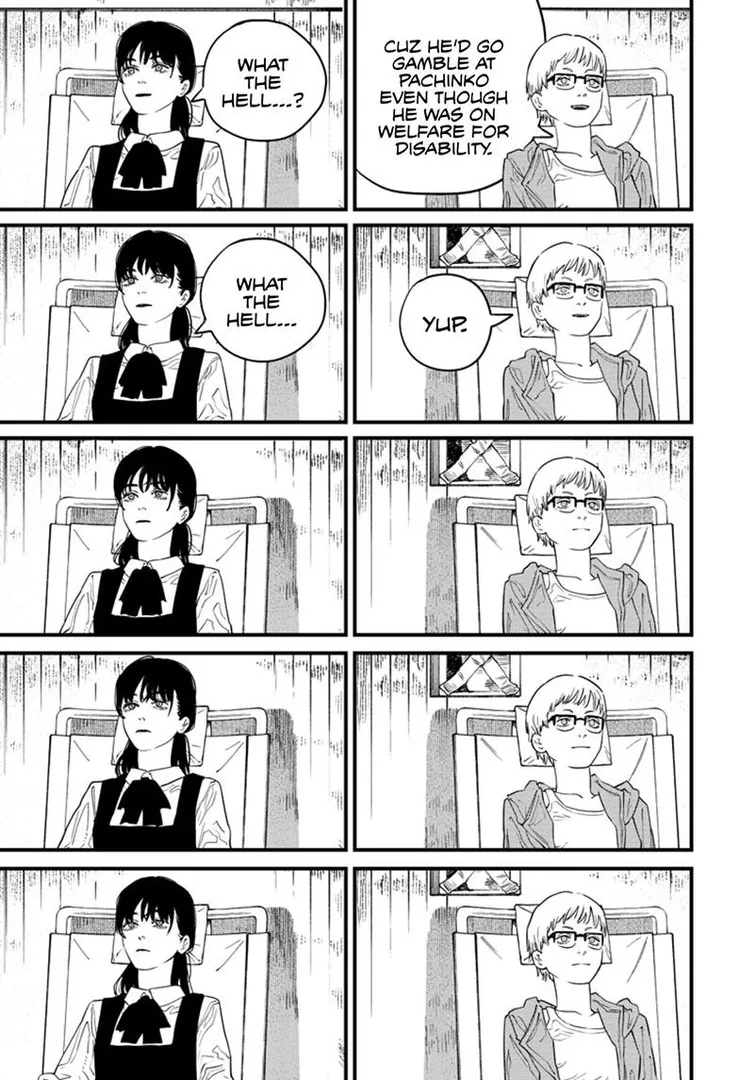 CUZ HE'D GO
GAMBLE AT
PACHINKO
EVEN THOUGH
HE WAS ON
WELFARE FOR
DISABILITY.
WHAT
THE
HELL...?
YUP.
WHAT
THE
HELL...